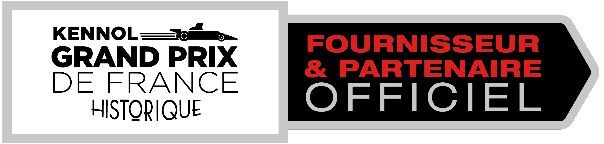 KENNOL
GRAND PRIX
DE FRANCE
HISTORIQUE
FOURNISSEUR
& PARTENAIRE
OFFICIEL